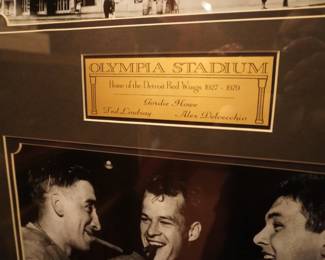 OLYMPIA STADIUM
Home of the Detroit Red Wings 1927 - 1979
Gordie Howe
Ted Lindsay Alex Delvecchio